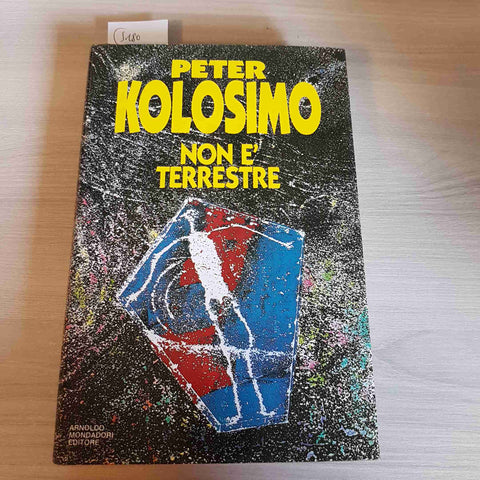 PETER
KOLOSIMO
NON E'
TERRESTRE
ARNOLDO
MONDADORI
EDITORE